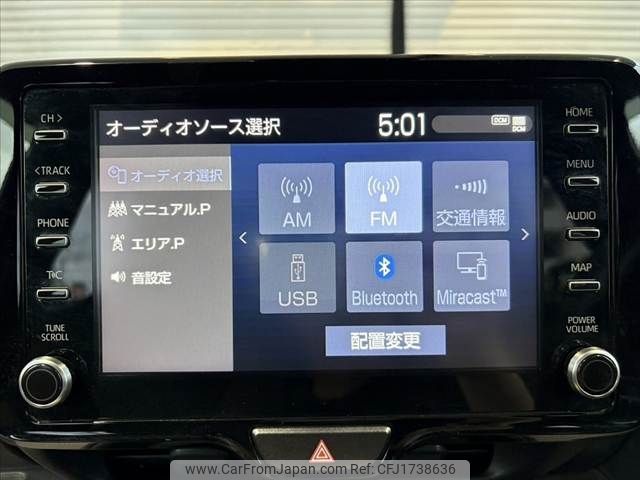 CH >
< TRACK
PHONE
T C
TUNE
SCROLL
オーディオソース選択
5:01
DCM
DCM
オーディオ選択
マニュアル.P
エリア.P
音設定
AM
FM
交通情報
USB
Bluetooth
Miracast™
配置変更
HOME
MENU
AUDIO
MAP
POWER
VOLUME
www.CarFromJapan.com - CFJ1738636